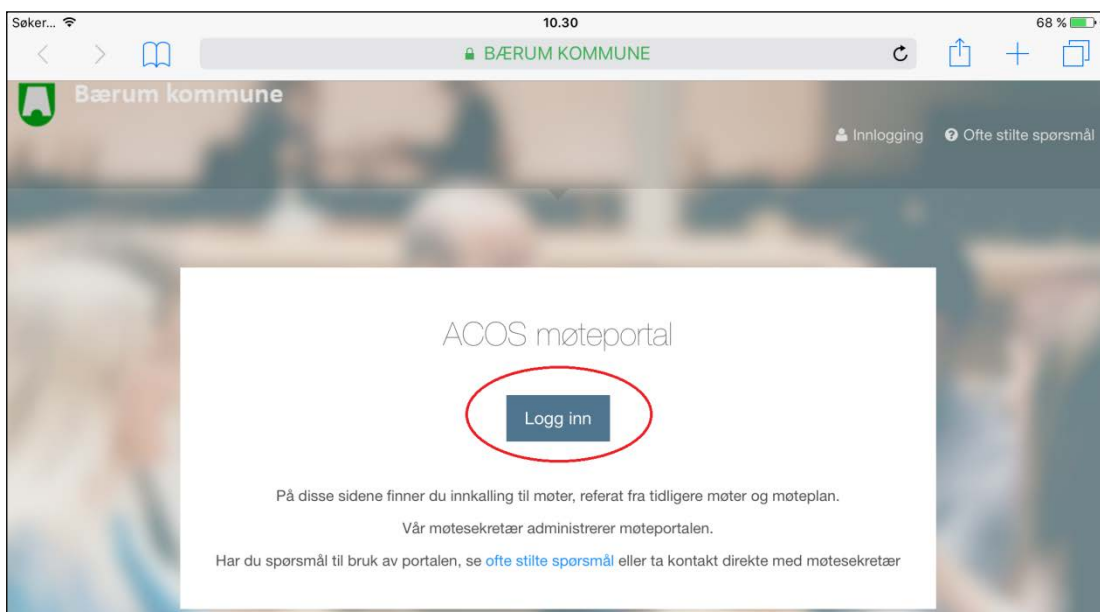 Søker... 10.30 68 %
BÆRUM KOMMUNE
Bærum kommune
Innlogging Ofte stilte spørsmål
ACOS møteportal
Logg inn
På disse sidene finner du innkalling til møter, referat fra tidligere møter og møteplan.
Vår møtesekretær administrerer møteportalen.
Har du spørsmål til bruk av portalen, se ofte stilte spørsmål eller ta kontakt direkte med møtesekretær